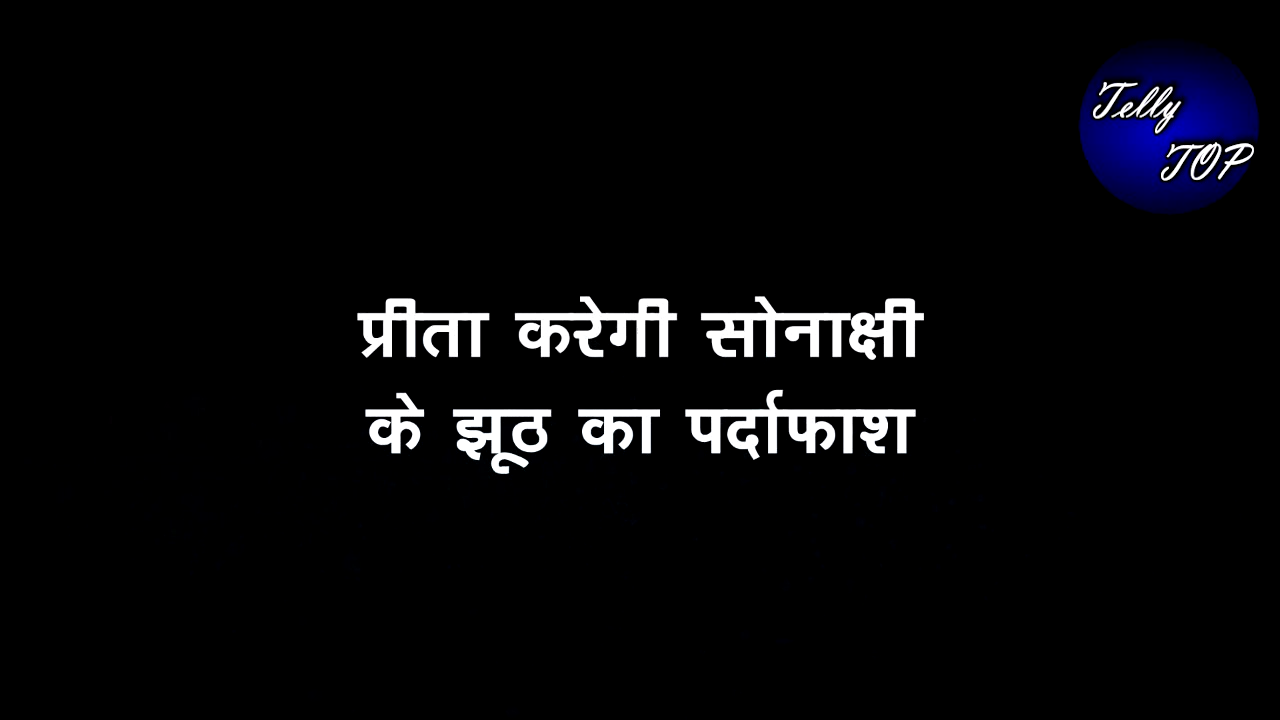 Telly
TOP
प्रीता करेगी सोनाक्षी
के झूठ का पर्दाफाश